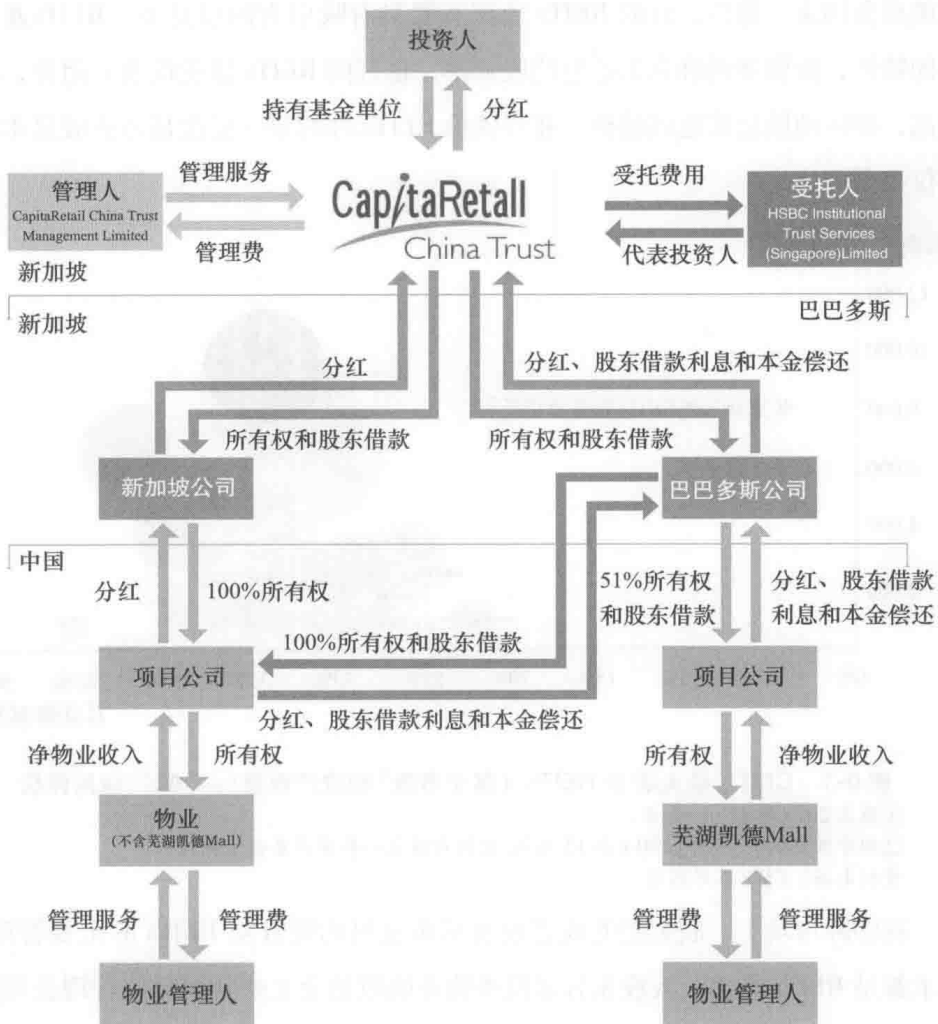 投资人
持有基金单位
分红
管理服务
管理人
CapitaRetail China Trust
Management Limited
管理费
新加坡
CapitaRetail
China Trust
受托费用
受托人
HSBC Institutional
Trust Services
(Singapore)Limited
代表投资人
新加坡
巴巴多斯
分红
分红、股东借款利息和本金偿还
所有权和股东借款
所有权和股东借款
新加坡公司
巴巴多斯公司
中国
分红
100%所有权
51%所有权
和股东借款
分红、股东借款
利息和本金偿还
100%所有权和股东借款
项目公司
项目公司
分红、股东借款利息和本金偿还
净物业收入
所有权
所有权
净物业收入
物业
(不含芜湖凯德Mall)
芜湖凯德Mall
管理服务
管理费
管理费
管理服务
物业管理人
物业管理人